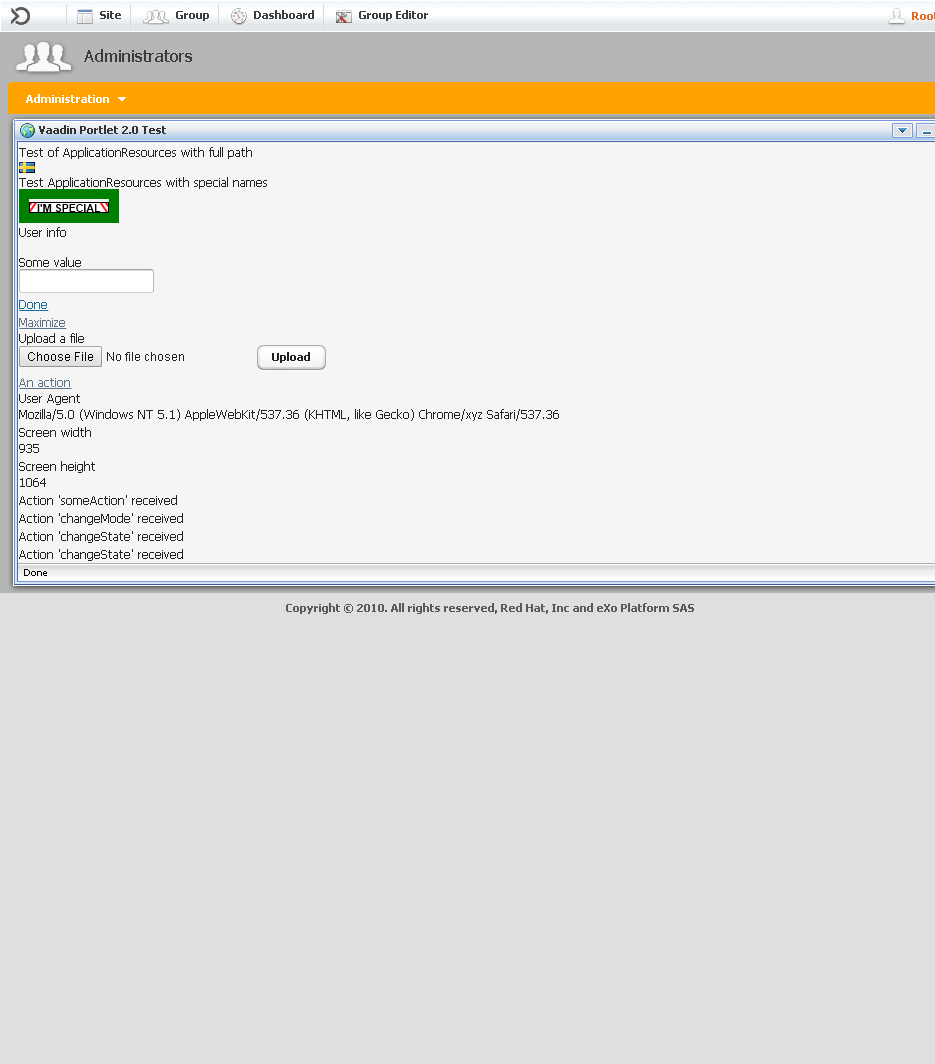 Site Group Dashboard Group Editor Root
Administrators
Administration
Vaadin Portlet 2.0 Test
Test of ApplicationResources with full path
Test ApplicationResources with special names
I'M SPECIAL
User info
Some value
Done
Maximize
Upload a file
Choose File No file chosen Upload
An action
User Agent
Mozilla/5.0 (Windows NT 5.1) AppleWebKit/537.36 (KHTML, like Gecko) Chrome/xyz Safari/537.36
Screen width
935
Screen height
1064
Action 'someAction' received
Action 'changeMode' received
Action 'changeState' received
Action 'changeState' received
Done
Copyright © 2010. All rights reserved, Red Hat, Inc and eXo Platform SAS